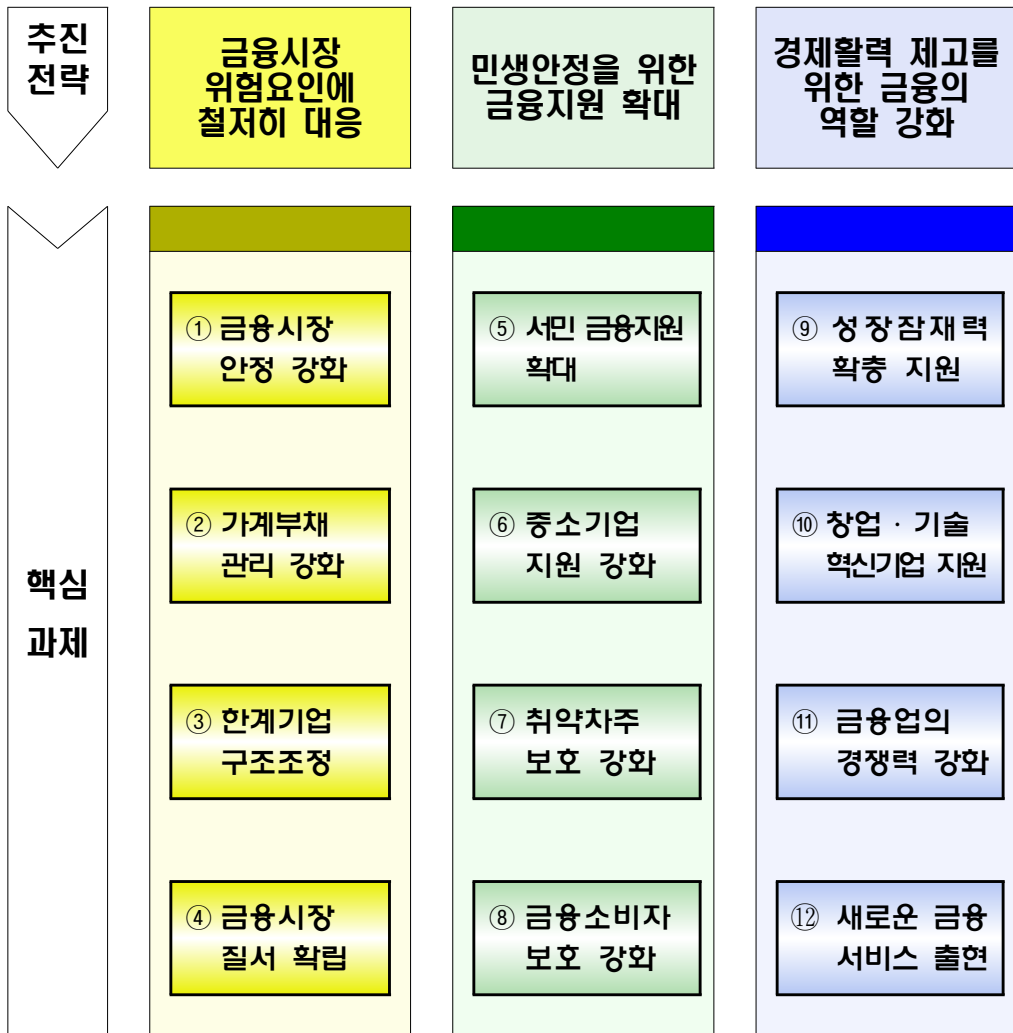 추진
전략
금융시장
위험요인에
철저히 대응
민생안정을 위한
금융지원 확대
경제활력 제고를
위한 금융의
역할 강화
핵심
과제
① 금융시장
안정 강화
② 가계부채
관리 강화
③ 한계기업
구조조정
④ 금융시장
질서 확립
⑤ 서민 금융지원
확대
⑥ 중소기업
지원 강화
⑦ 취약차주
보호 강화
⑧ 금융소비자
보호 강화
⑨ 성장잠재력
확충 지원
⑩ 창업 · 기술
혁신기업 지원
⑪ 금융업의
경쟁력 강화
⑫ 새로운 금융
서비스 출현